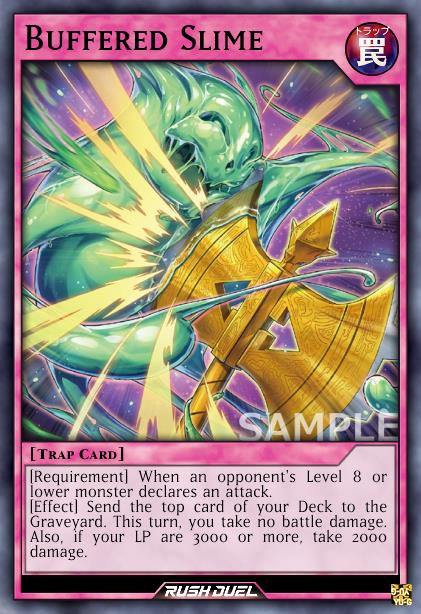 Buffered Slime
トラップ
罠
SAMPLE
[Trap Card]
[Requirement] When an opponent's Level 8 or
lower monster declares an attack.
[Effect] Send the top card of your Deck to the
Graveyard. This turn, you take no battle damage.
Also, if your LP are 3000 or more, take 2000
damage.
RUSH DUEL